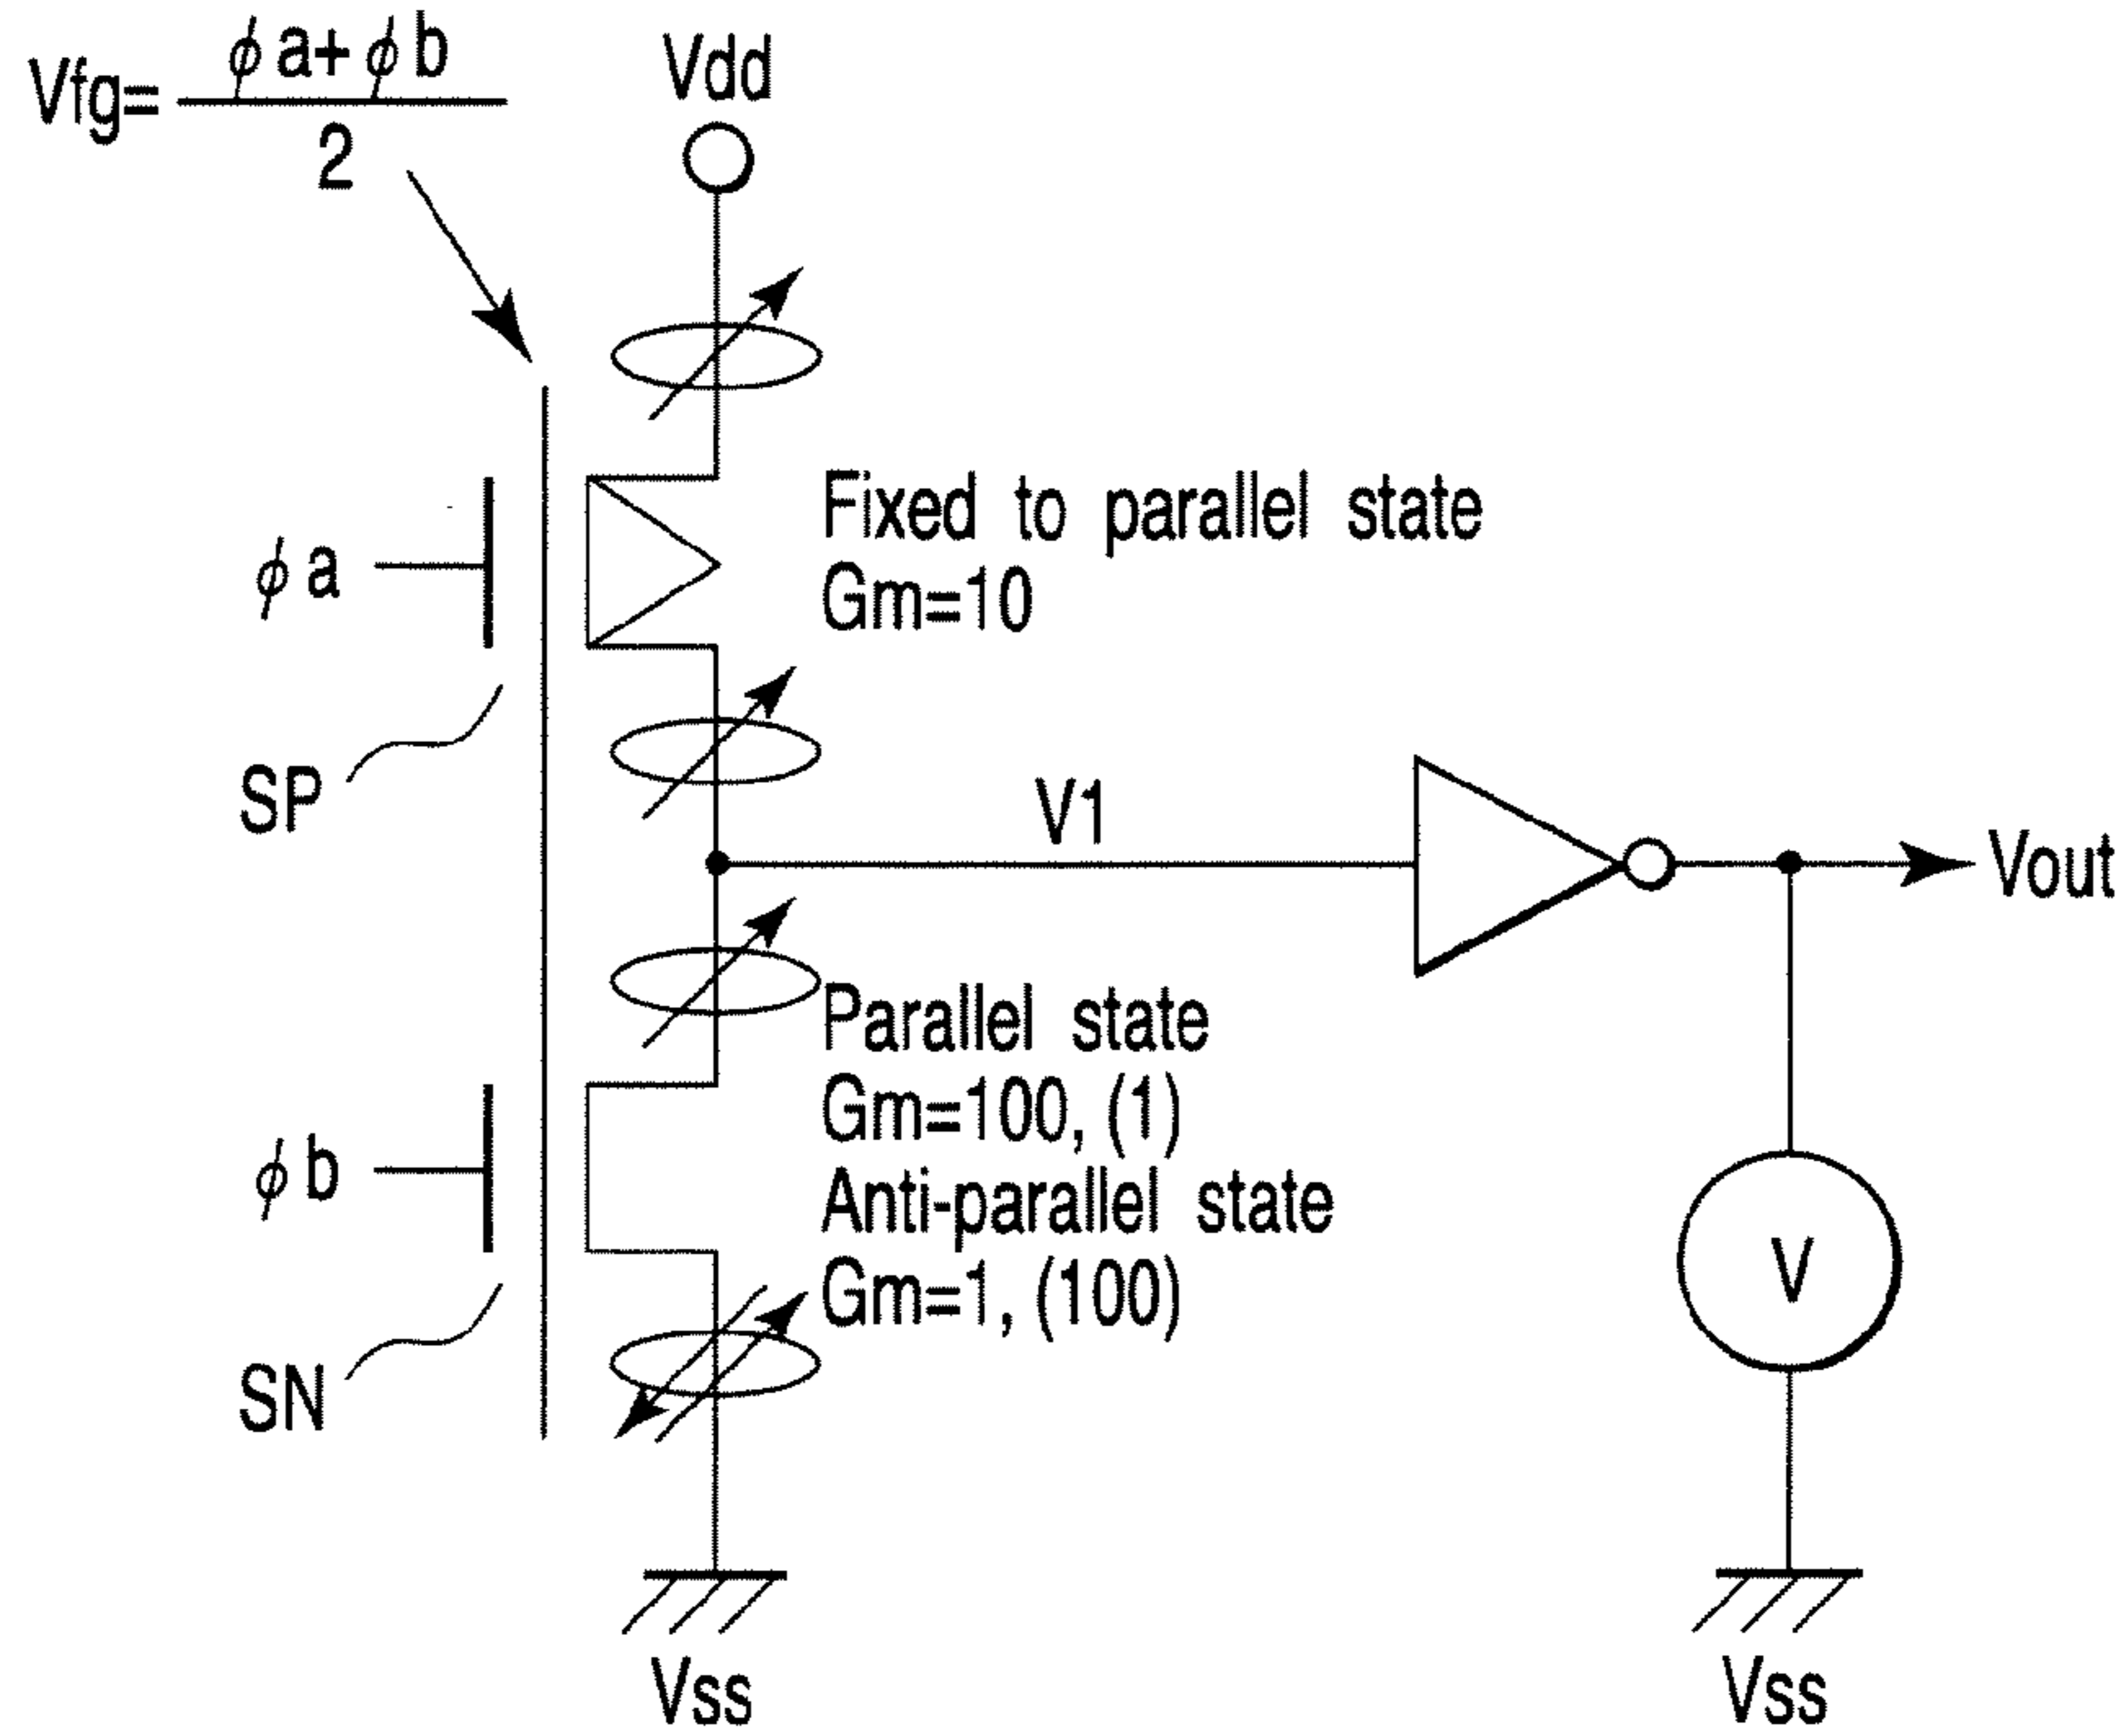 Vfg= ϕa+ϕb
2
Vdd
Fixed to parallel state
ϕa
Gm=10
SP
V1
Vout
Parallel state
Gm=100, (1)
ϕb
Anti-parallel state
Gm=1, (100)
V
SN
Vss
Vss